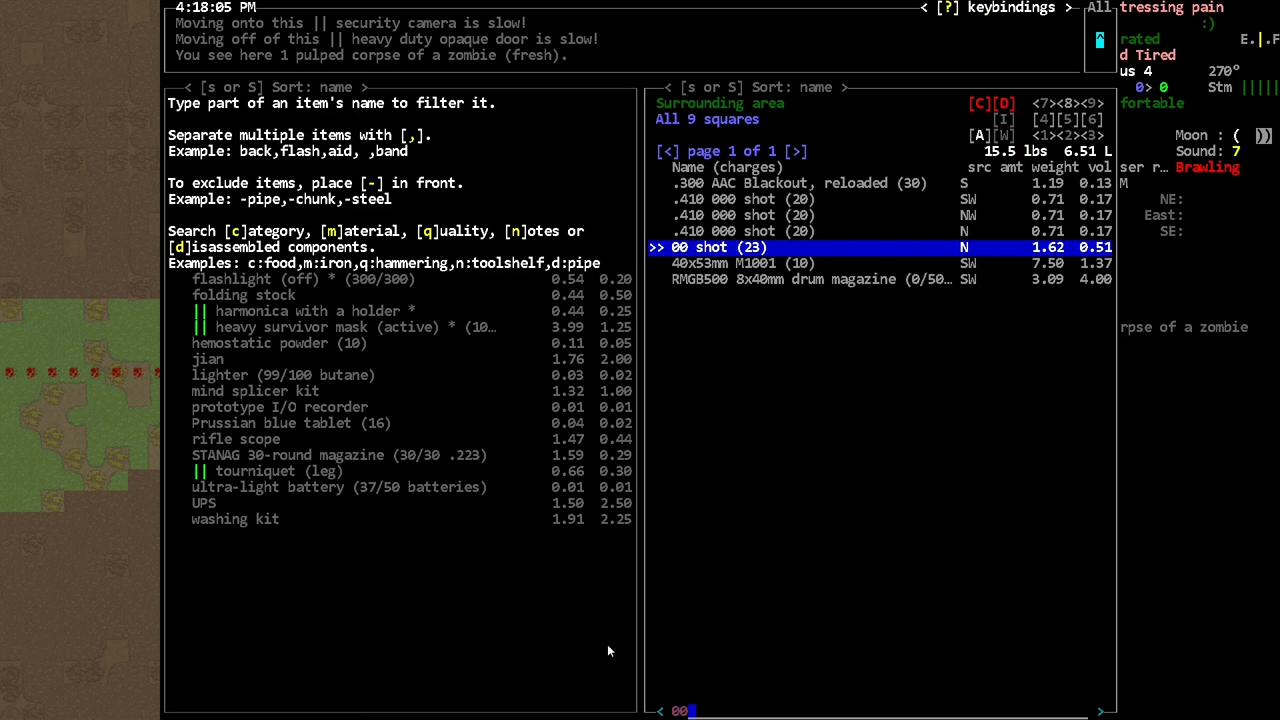 4:18:05 PM
< [?] keybindings >
Moving onto this || security camera is slow!
Moving off of this || heavy duty opaque door is slow!
You see here 1 pulped corpse of a zombie (fresh).
All
^
tressing pain
:)
rated E.|.F
d Tired
us 4 270°
0> 0 Stm |||||
fortable
Moon : ( ))
Sound: 7
ser r… Brawling
M
NE:
East:
SE:
rpse of a zombie
< [s or S] Sort: name >
Type part of an item's name to filter it.
Separate multiple items with [,].
Example: back,flash,aid, ,band
To exclude items, place [-] in front.
Example: -pipe,-chunk,-steel
Search [c]ategory, [m]aterial, [q]uality, [n]otes or
[d]isassembled components.
Examples: c:food,m:iron,q:hammering,n:toolshelf,d:pipe
flashlight (off) * (300/300) 0.54 0.20
folding stock 0.44 0.50
|| harmonica with a holder * 0.44 0.25
|| heavy survivor mask (active) * (10… 3.99 1.25
hemostatic powder (10) 0.11 0.05
jian 1.76 2.00
lighter (99/100 butane) 0.03 0.02
mind splicer kit 1.32 1.00
prototype I/O recorder 0.01 0.01
Prussian blue tablet (16) 0.04 0.02
rifle scope 1.47 0.44
STANAG 30-round magazine (30/30 .223) 1.59 0.29
|| tourniquet (leg) 0.66 0.30
ultra-light battery (37/50 batteries) 0.01 0.01
UPS 1.50 2.50
washing kit 1.91 2.25
< [s or S] Sort: name >
Surrounding area [C][D] <7><8><9>
All 9 squares [I] [4][5][6]
[A][W] <1><2><3>
[<] page 1 of 1 [>] 15.5 lbs 6.51 L
Name (charges) src amt weight vol
.300 AAC Blackout, reloaded (30) S 1.19 0.13
.410 000 shot (20) SW 0.71 0.17
.410 000 shot (20) NW 0.71 0.17
.410 000 shot (20) N 0.71 0.17
>> 00 shot (23) N 1.62 0.51
40x53mm M1001 (10) SW 7.50 1.37
RMGB500 8x40mm drum magazine (0/50… SW 3.09 4.00
< 00 >